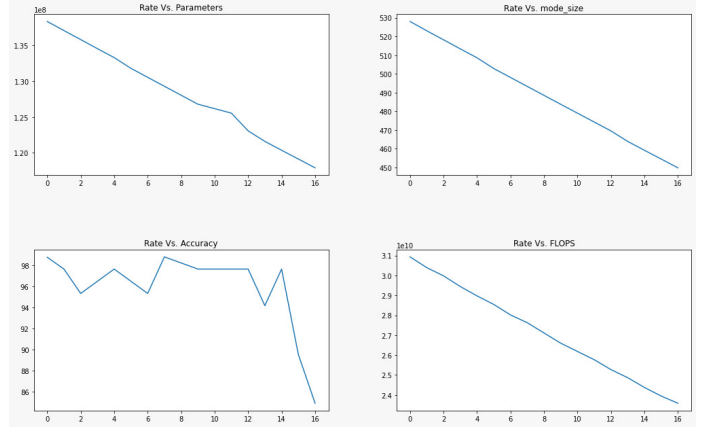 Rate Vs. Parameters
1e8
1.35
1.30
1.25
1.20
0 2 4 6 8 10 12 14 16
Rate Vs. mode_size
530
520
510
500
490
480
470
460
450
0 2 4 6 8 10 12 14 16
Rate Vs. Accuracy
98
96
94
92
90
88
86
0 2 4 6 8 10 12 14 16
Rate Vs. FLOPS
1e10
3.1
3.0
2.9
2.8
2.7
2.6
2.5
2.4
0 2 4 6 8 10 12 14 16